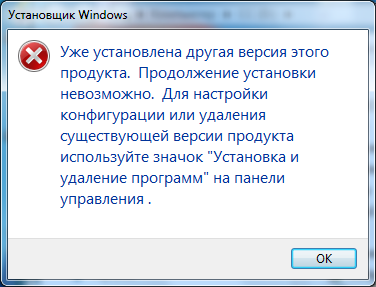 Установщик Windows
Уже установлена другая версия этого
продукта.  Продолжение установки
невозможно.  Для настройки
конфигурации или удаления
существующей версии продукта
используйте значок "Установка и
удаление программ" на панели
управления .
OK